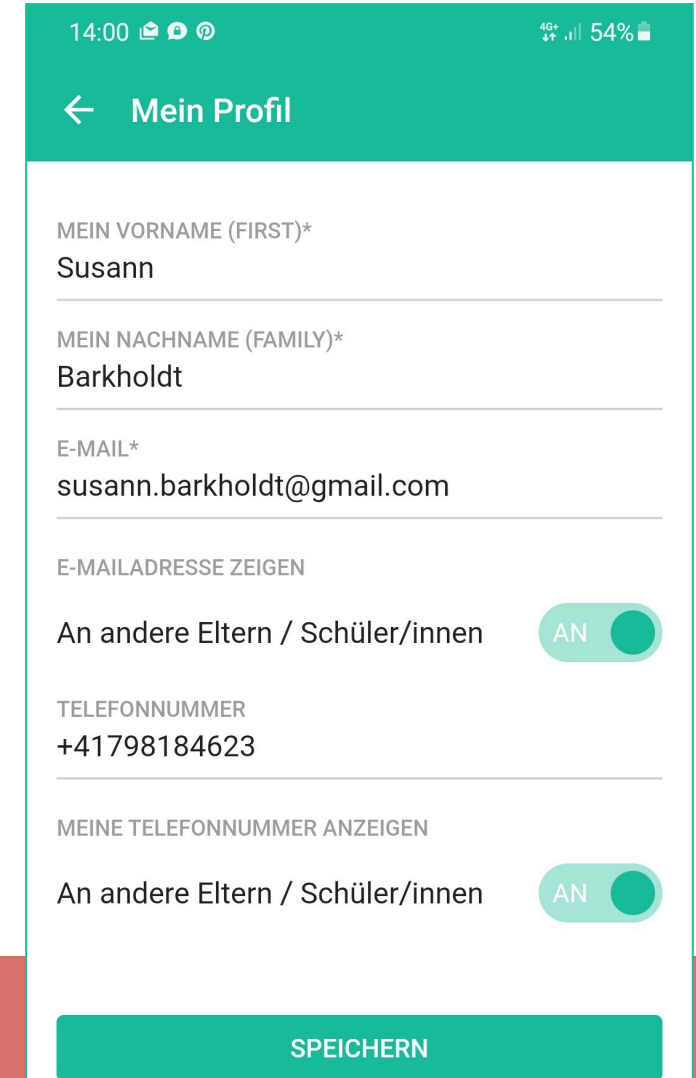 14:00
4G+ 54%
Mein Profil
MEIN VORNAME (FIRST)*
Susann
MEIN NACHNAME (FAMILY)*
Barkholdt
E-MAIL*
susann.barkholdt@gmail.com
E-MAILADRESSE ZEIGEN
An andere Eltern / Schüler/innen AN
TELEFONNUMMER
+41798184623
MEINE TELEFONNUMMER ANZEIGEN
An andere Eltern / Schüler/innen AN
SPEICHERN